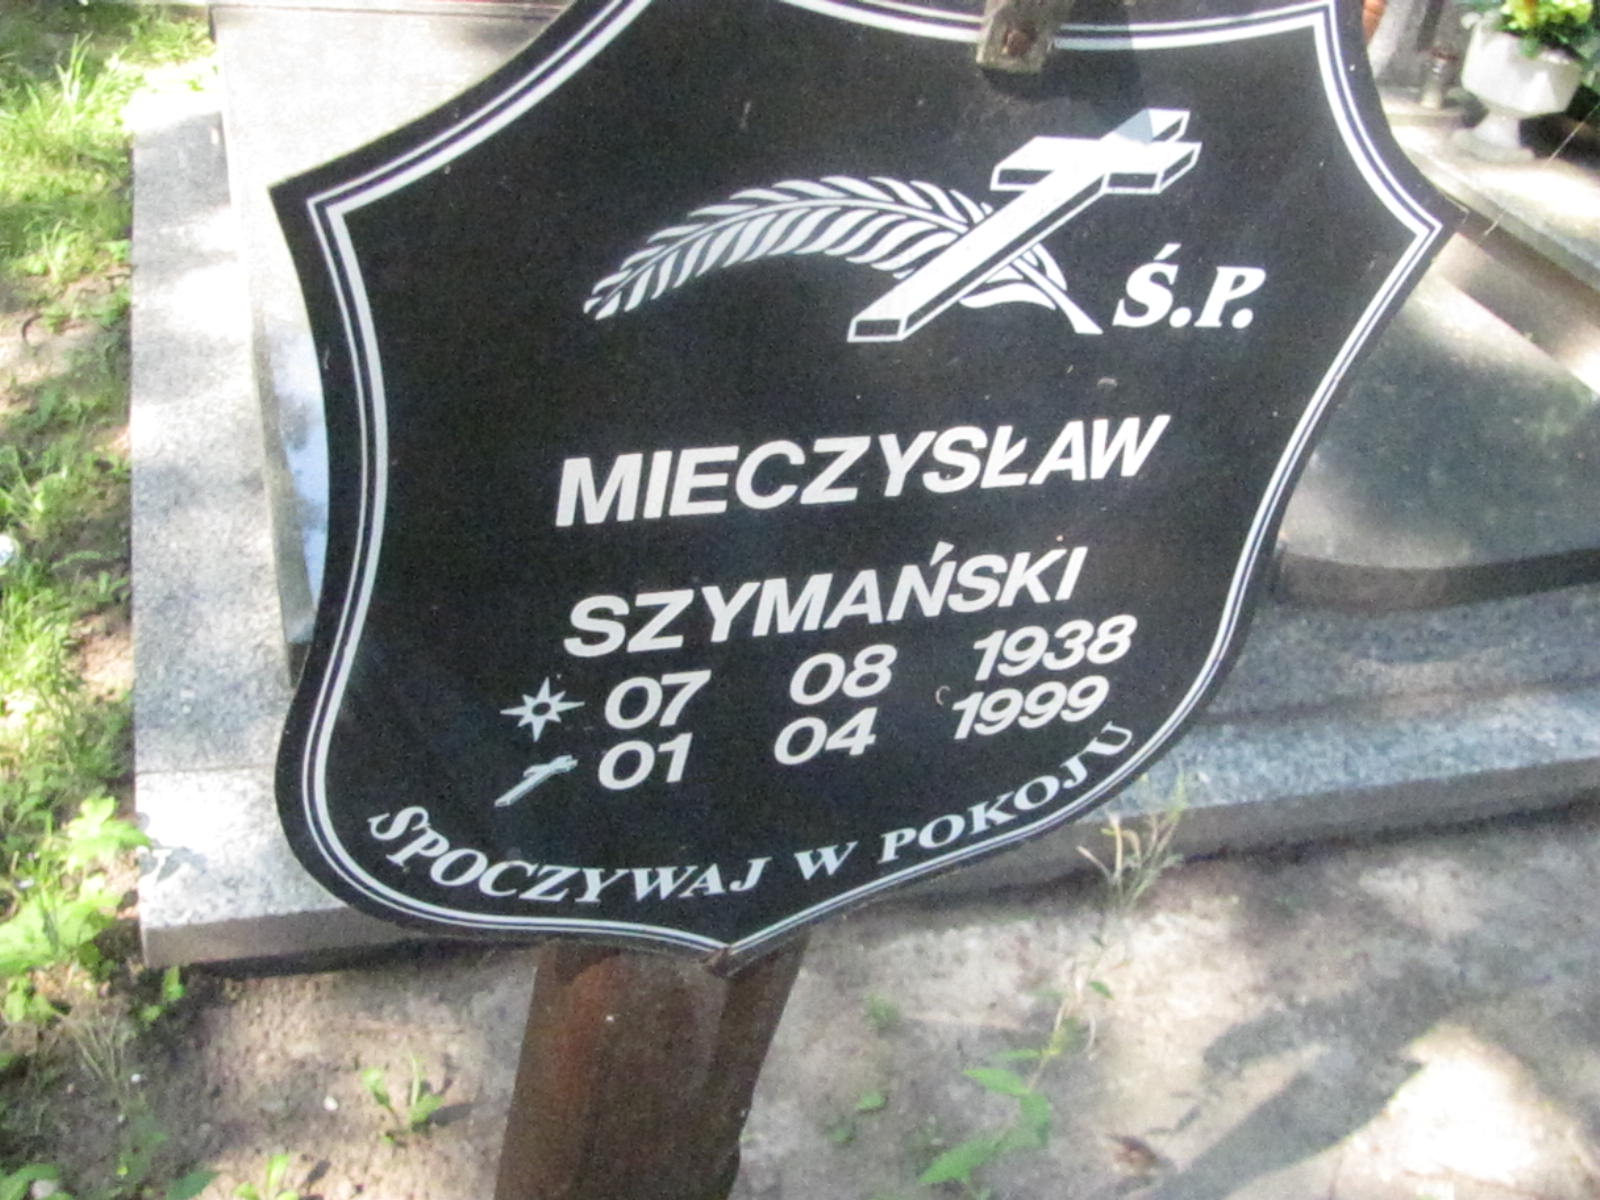 Ś.P.
MIECZYSŁAW
SZYMAŃSKI
07 08 1938
01 04 1999
SPOCZYWAJ W POKOJU